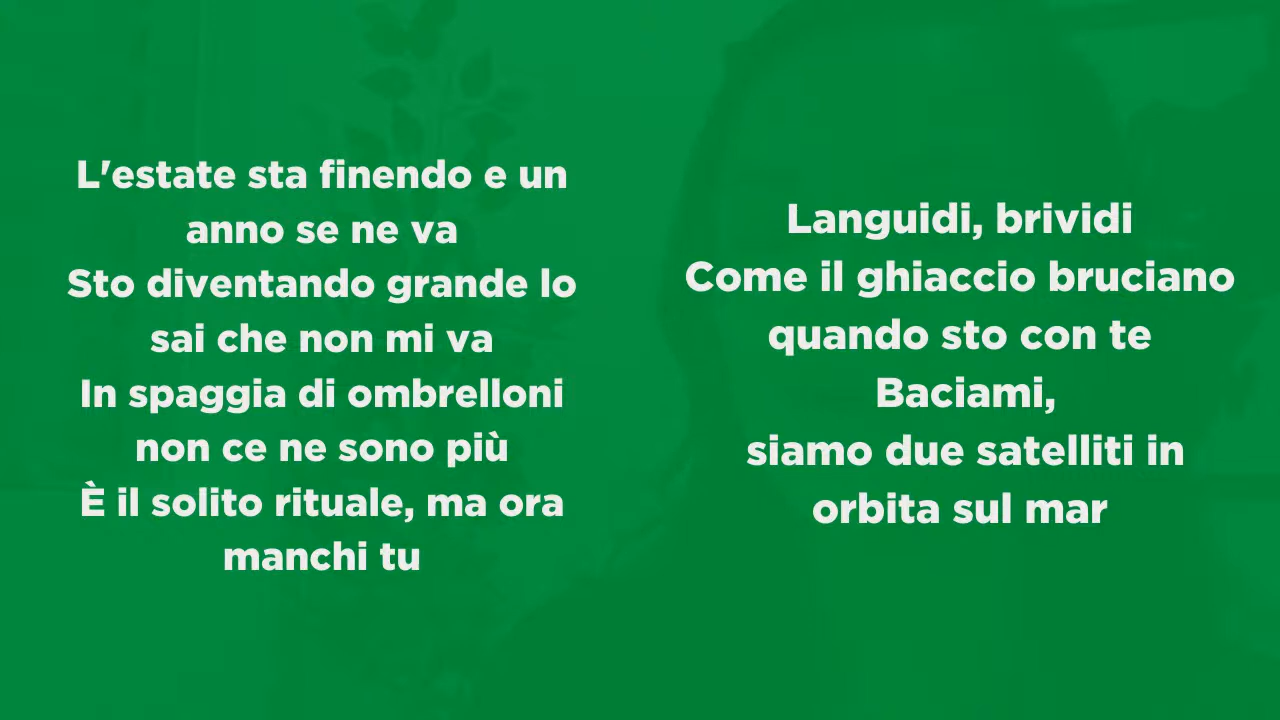 L'estate sta finendo e un
anno se ne va
Sto diventando grande lo
sai che non mi va
In spaggia di ombrelloni
non ce ne sono più
È il solito rituale, ma ora
manchi tu
Languidi, brividi
Come il ghiaccio bruciano
quando sto con te
Baciami,
siamo due satelliti in
orbita sul mar